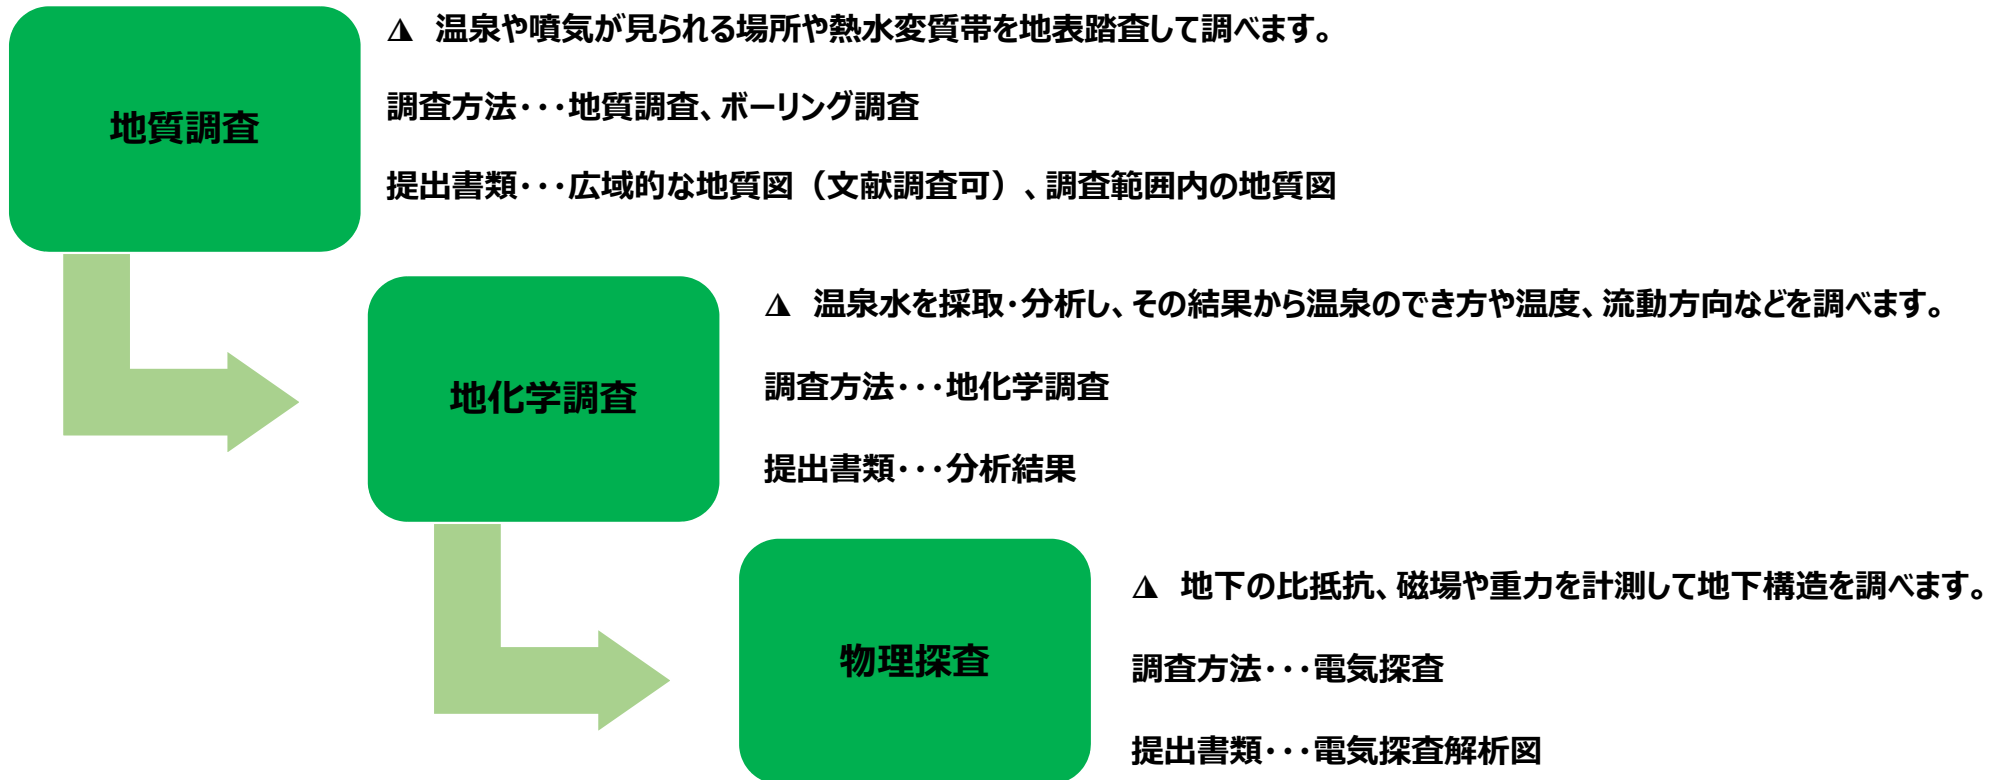 地質調査
◮ 温泉や噴気が見られる場所や熱水変質帯を地表踏査して調べます。
調査方法・・・地質調査、ボーリング調査
提出書類・・・広域的な地質図（文献調査可）、調査範囲内の地質図
地化学調査
◮ 温泉水を採取・分析し、その結果から温泉のでき方や温度、流動方向などを調べます。
調査方法・・・地化学調査
提出書類・・・分析結果
物理探査
◮ 地下の比抵抗、磁場や重力を計測して地下構造を調べます。
調査方法・・・電気探査
提出書類・・・電気探査解析図